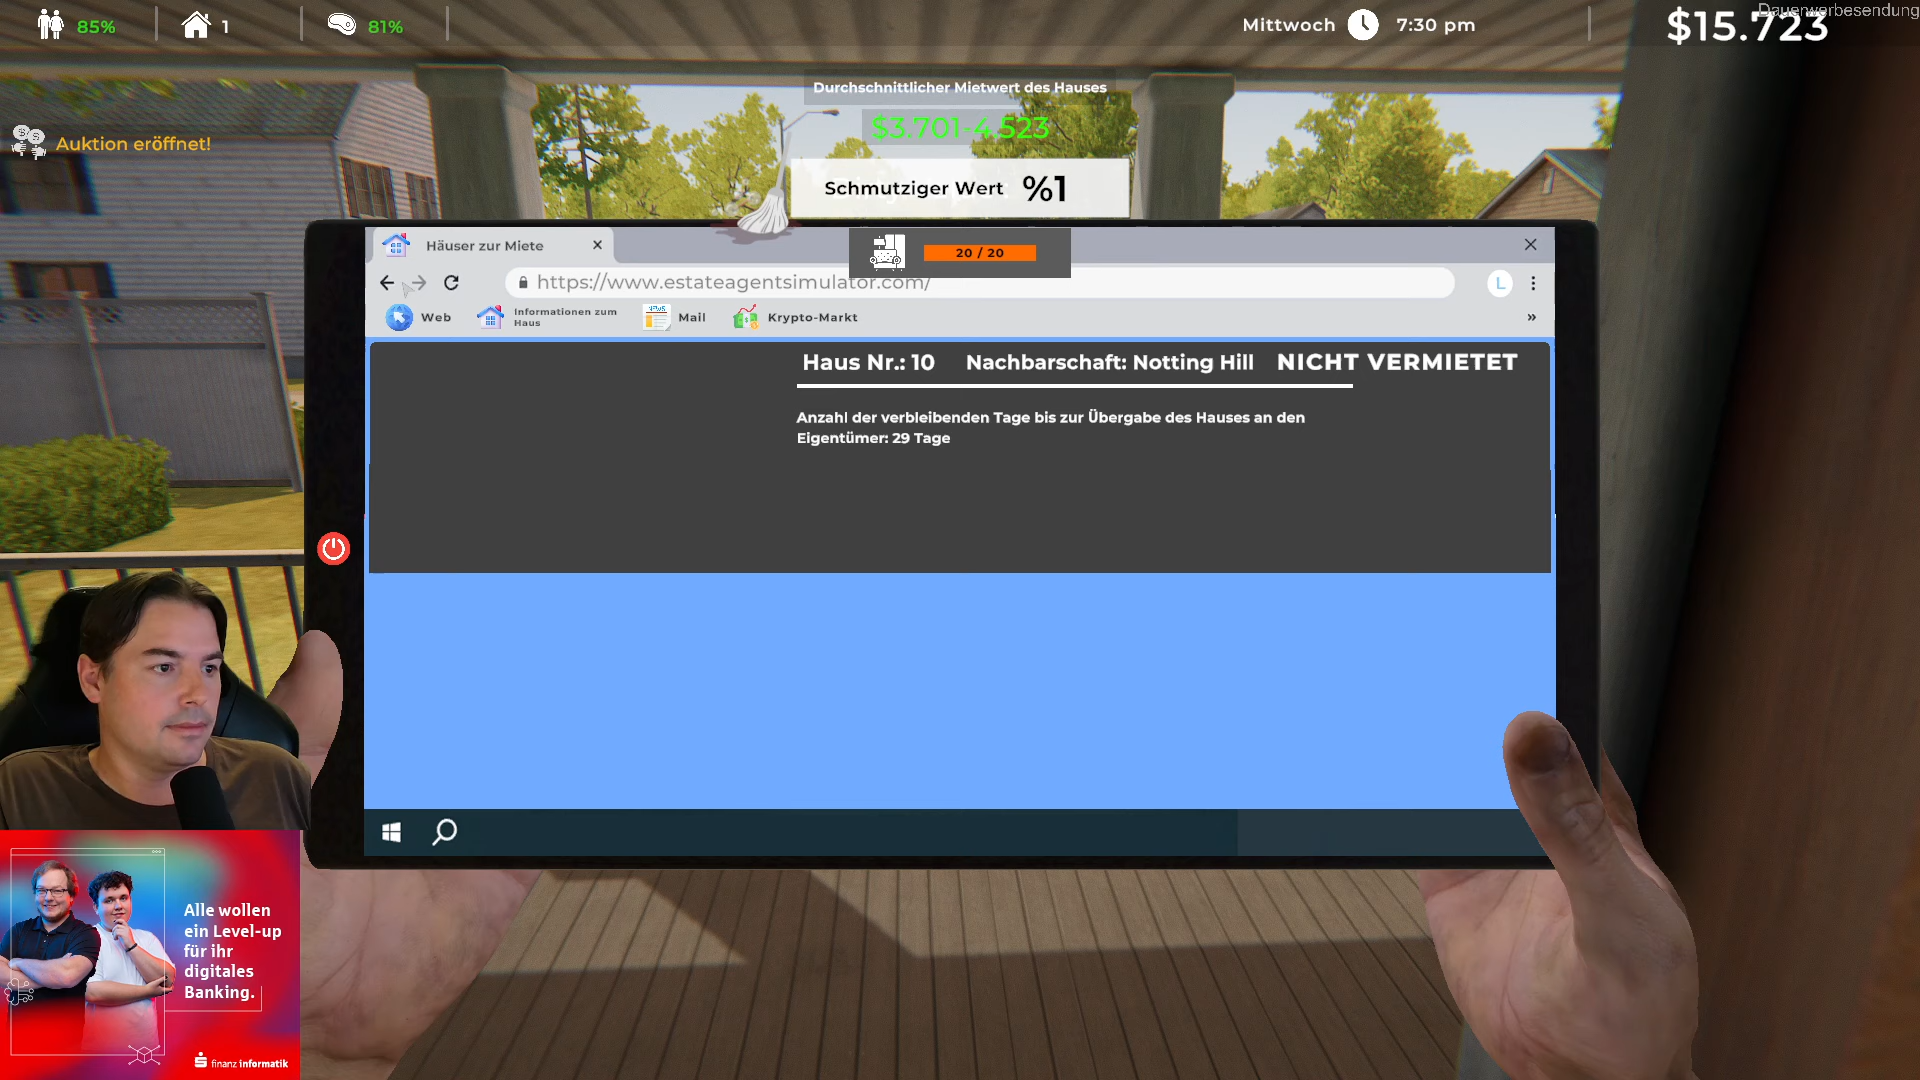 85%
1
81%
Mittwoch
7:30 pm
Dauerwerbesendung
$15.723
Durchschnittlicher Mietwert des Hauses
$3.701-4.523
Auktion eröffnet!
Schmutziger Wert %1
20 / 20
Häuser zur Miete
https://www.estateagentsimulator.com/
L
Web
Informationen zum
Haus
NEWS
Mail
Krypto-Markt
»
Haus Nr.: 10 Nachbarschaft: Notting Hill NICHT VERMIETET
Anzahl der verbleibenden Tage bis zur Übergabe des Hauses an den
Eigentümer: 29 Tage
Alle wollen
ein Level-up
für ihr
digitales
Banking.
finanz informatik